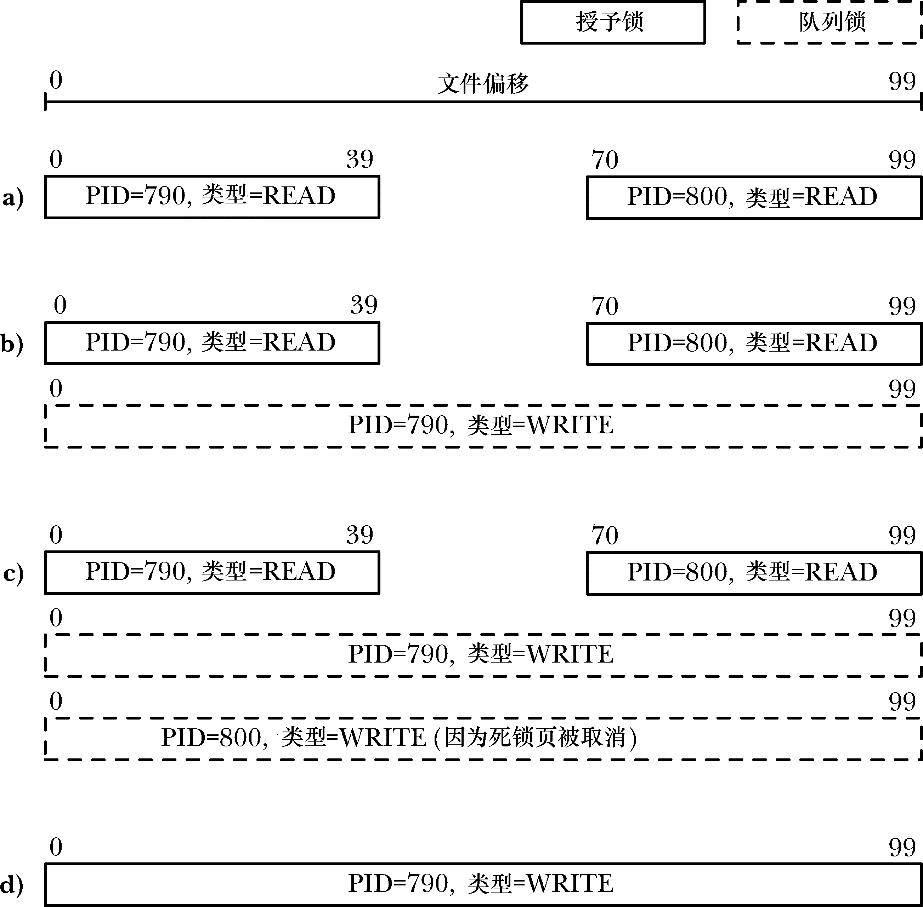 授予锁 队列锁
0 文件偏移 99
0 39 70 99
a) PID=790, 类型=READ PID=800, 类型=READ
0 39 70 99
b) PID=790, 类型=READ PID=800, 类型=READ
0 99
PID=790, 类型=WRITE
0 39 70 99
c) PID=790, 类型=READ PID=800, 类型=READ
0 99
PID=790, 类型=WRITE
0 99
PID=800, 类型=WRITE (因为死锁页被取消)
0 99
d) PID=790, 类型=WRITE